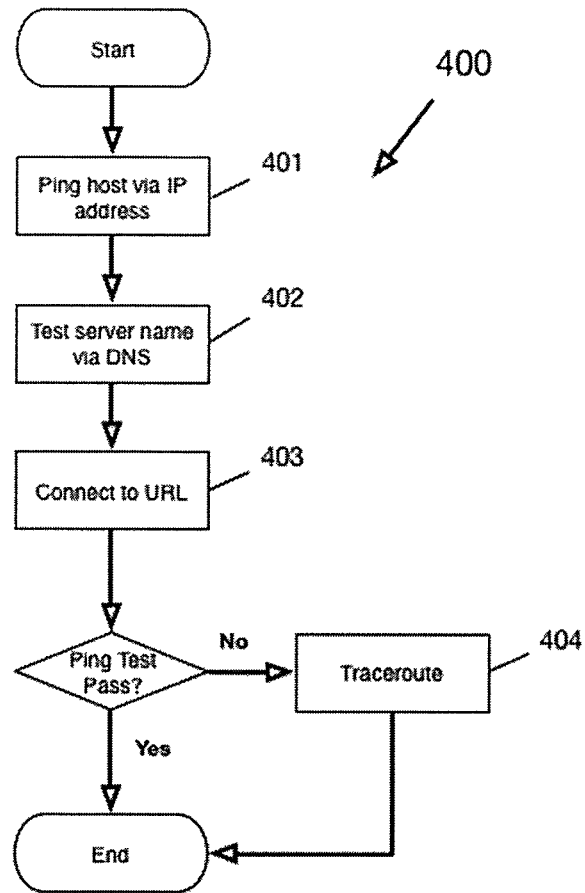 Start
400
Ping host via IP
address
401
Test server name
via DNS
402
Connect to URL
403
Ping Test
Pass?
No
Traceroute
404
Yes
End